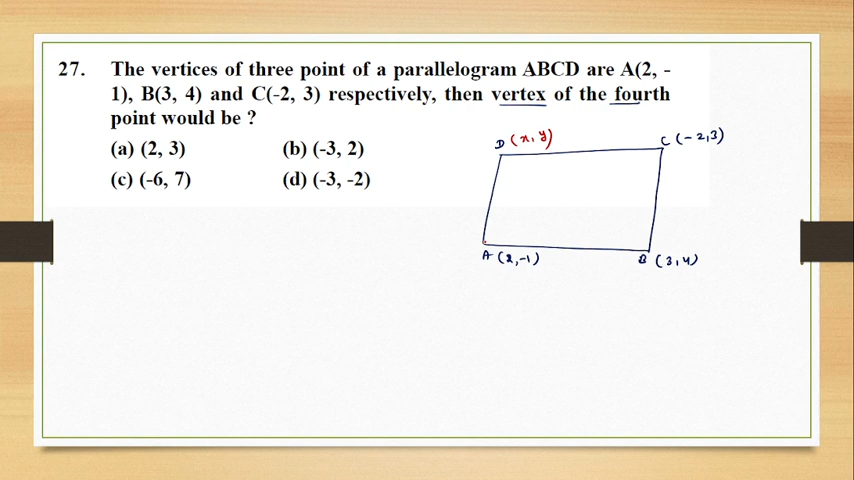 27. The vertices of three point of a parallelogram ABCD are A(2, -
1), B(3, 4) and C(-2, 3) respectively, then vertex of the fourth
point would be ?
(a) (2, 3) (b) (-3, 2)
(c) (-6, 7) (d) (-3, -2)
D (x, y) C (-2,3)
A (2,-1) B (3,4)